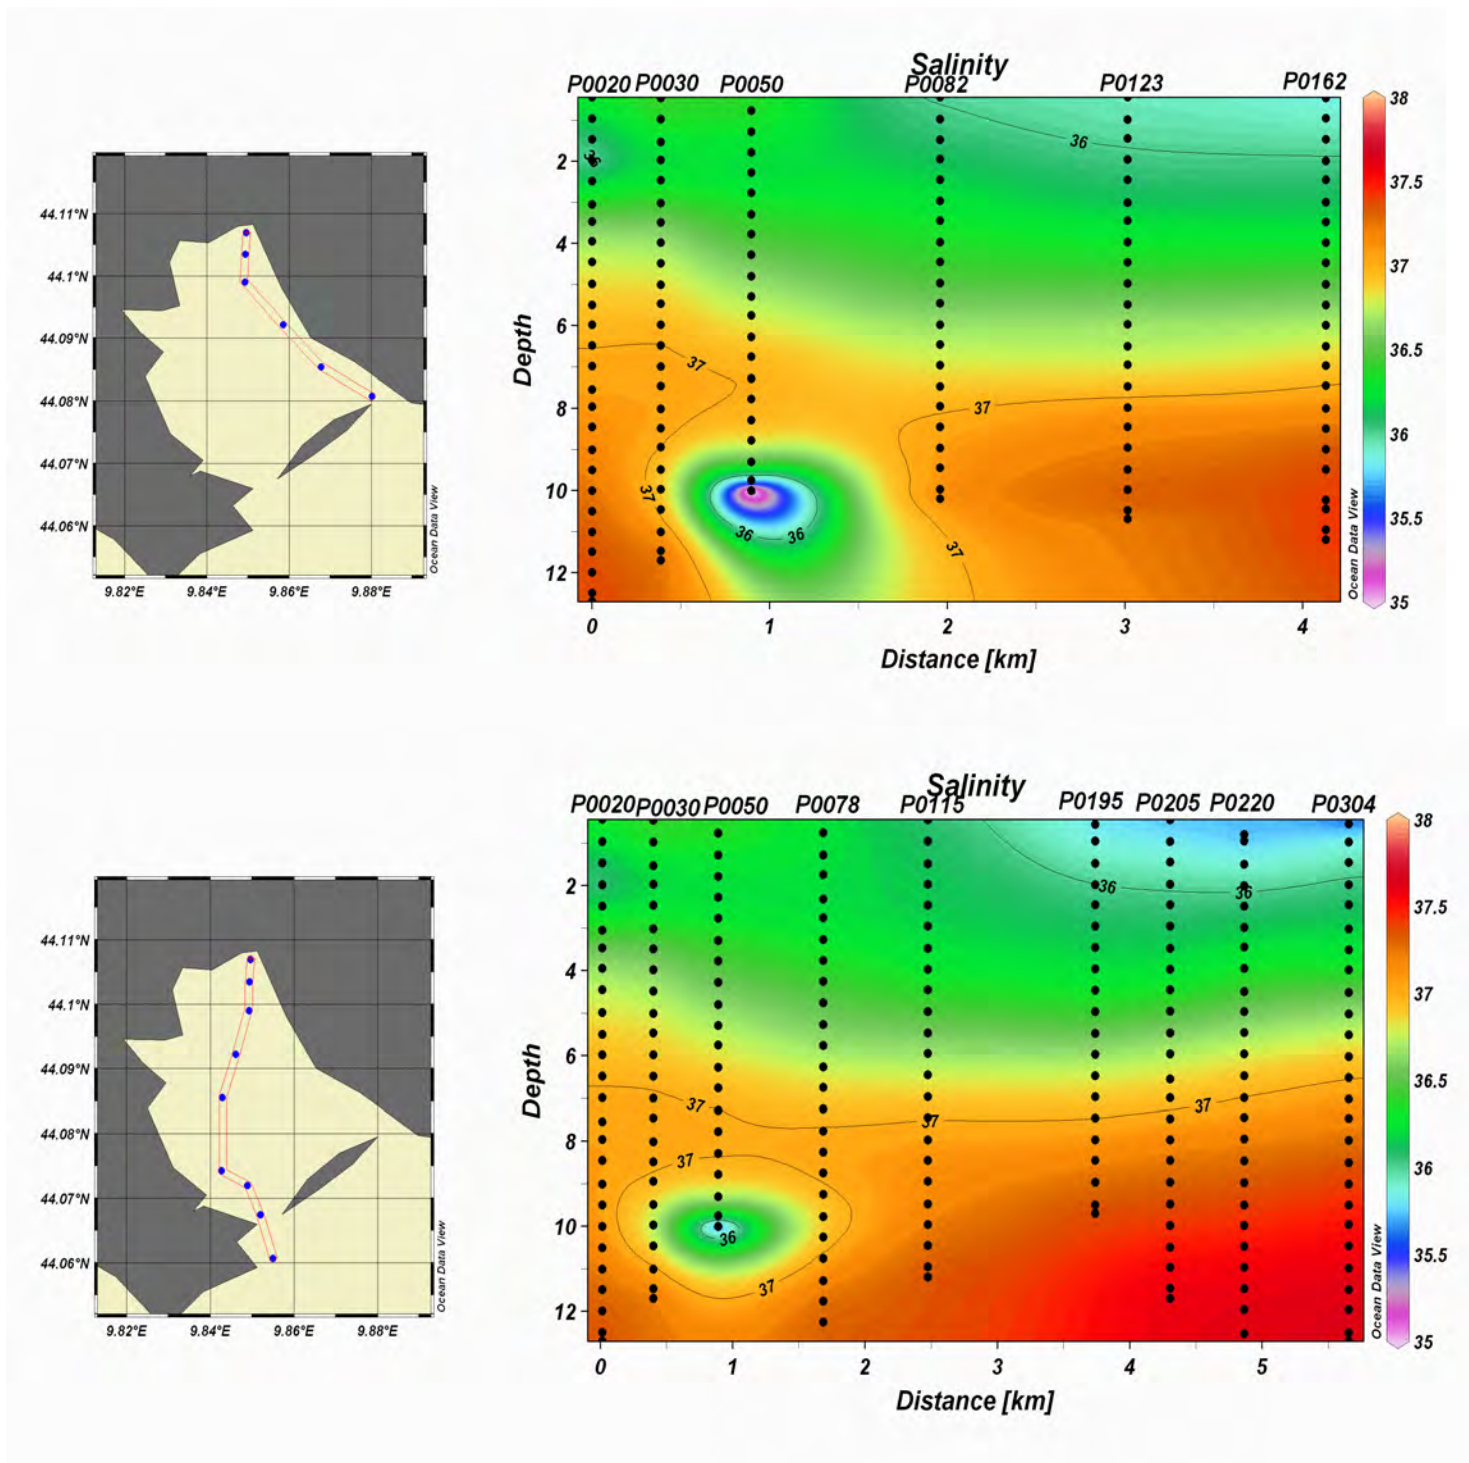 Salinity
P0020 P0030 P0050 P0082 P0123 P0162
38
37.5
37
36.5
36
35.5
35
2
4
6
8
10
12
Depth
36
36
37
37
37
37
36
36
0 1 2 3 4
Distance [km]
Ocean Data View
44.11°N
44.1°N
44.09°N
44.08°N
44.07°N
44.06°N
9.82°E 9.84°E 9.86°E 9.88°E
Ocean Data View
Salinity
P0020 P0030 P0050 P0078 P0115 P0195 P0205 P0220 P0304
38
37.5
37
36.5
36
35.5
35
2
4
6
8
10
12
Depth
36
36
37
37
37
37
36
37
0 1 2 3 4 5
Distance [km]
Ocean Data View
44.11°N
44.1°N
44.09°N
44.08°N
44.07°N
44.06°N
9.82°E 9.84°E 9.86°E 9.88°E
Ocean Data View